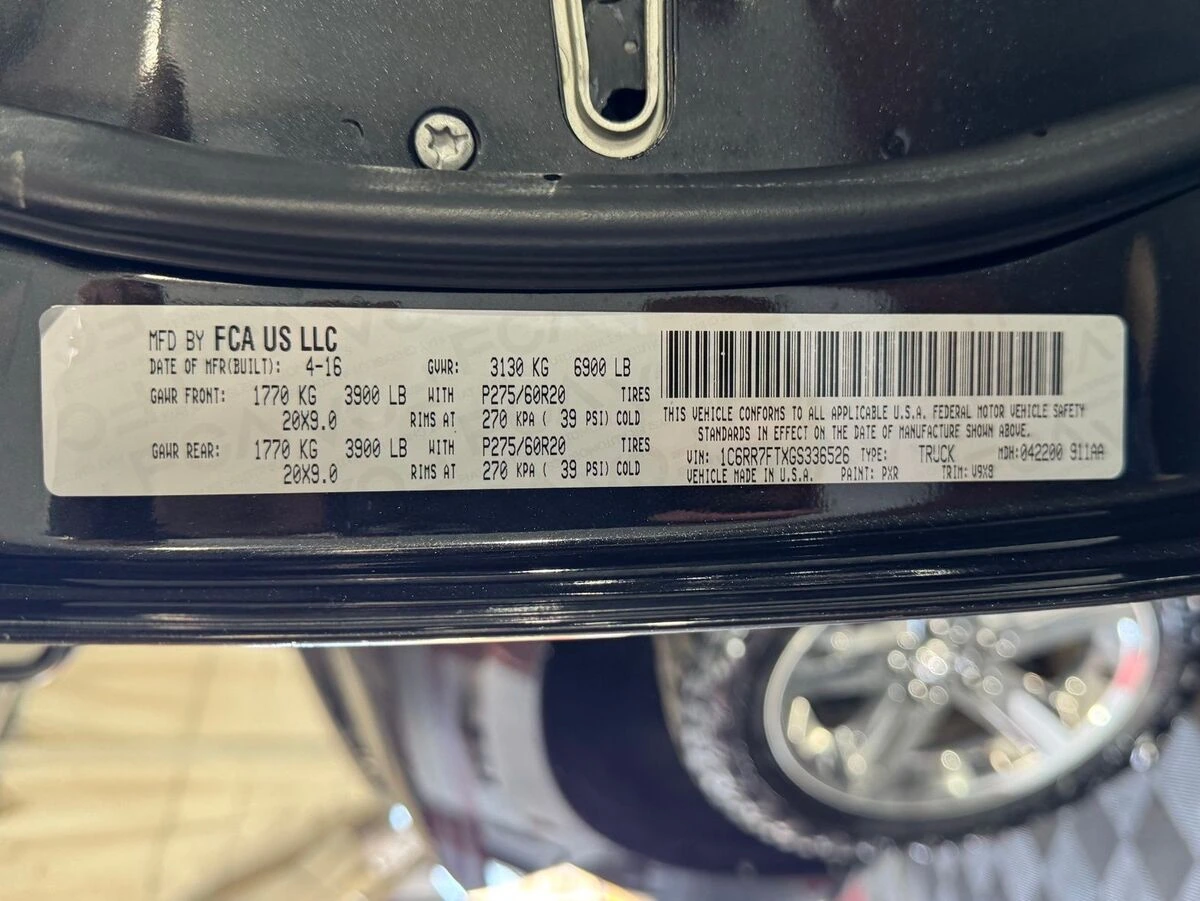 MFD BY FCA US LLC
DATE OF MFR(BUILT): 4-16 GVWR: 3130 KG 6900 LB
GAWR FRONT: 1770 KG 3900 LB WITH P275/60R20 TIRES
20X9.0 RIMS AT 270 KPA ( 39 PSI) COLD
GAWR REAR: 1770 KG 3900 LB WITH P275/60R20 TIRES
20X9.0 RIMS AT 270 KPA ( 39 PSI) COLD
THIS VEHICLE CONFORMS TO ALL APPLICABLE U.S.A. FEDERAL MOTOR VEHICLE SAFETY
STANDARDS IN EFFECT ON THE DATE OF MANUFACTURE SHOWN ABOVE.
VIN: 1C6RR7FTXGS336526 TYPE: TRUCK MDH:042200 911AA
VEHICLE MADE IN U.S.A. PAINT: PXR TRIM: V9X9